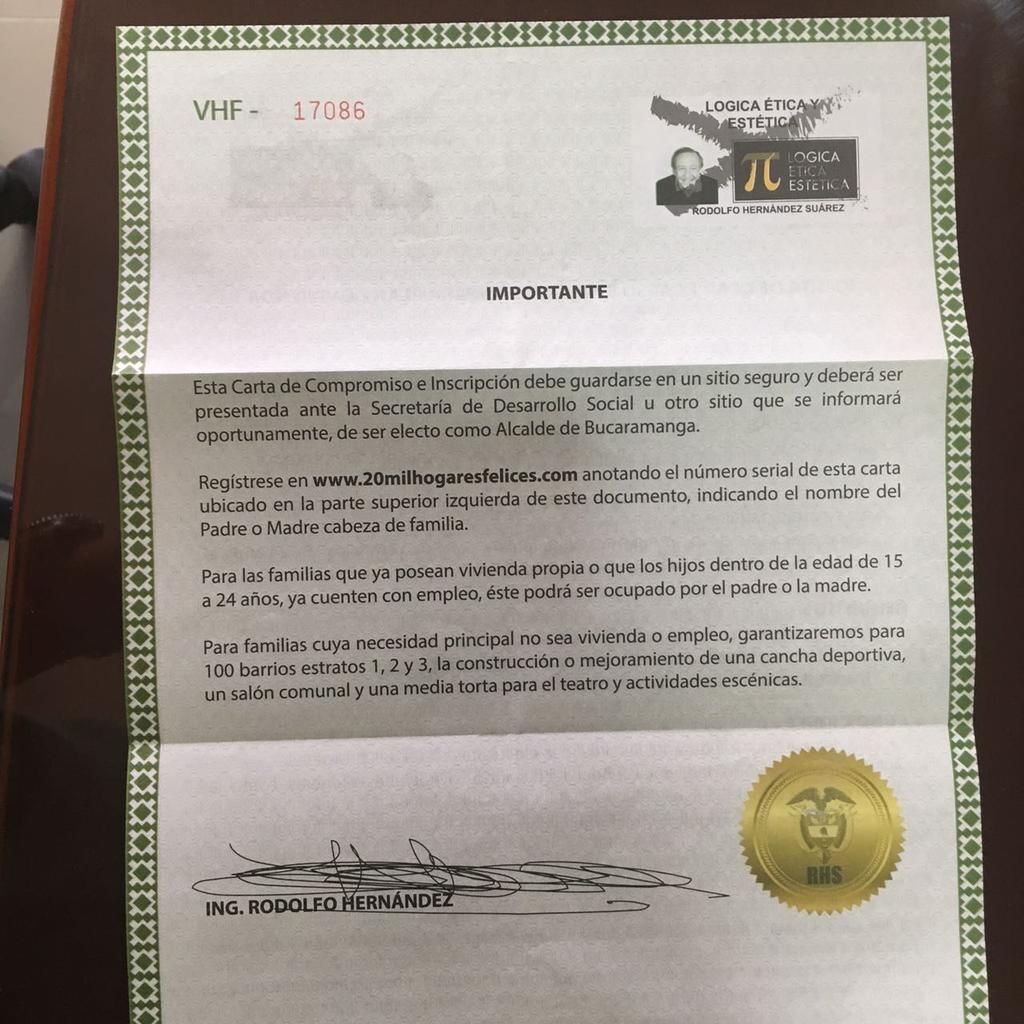 VHF - 17086
LOGICA ÉTICA Y
ESTÉTICA
LOGICA
ETICA
ESTETICA
RODOLFO HERNÁNDEZ SUÁREZ
IMPORTANTE
Esta Carta de Compromiso e Inscripción debe guardarse en un sitio seguro y deberá ser
presentada ante la Secretaría de Desarrollo Social u otro sitio que se informará
oportunamente, de ser electo como Alcalde de Bucaramanga.
Regístrese en www.20milhogaresfelices.com anotando el número serial de esta carta
ubicado en la parte superior izquierda de este documento, indicando el nombre del
Padre o Madre cabeza de familia.
Para las familias que ya posean vivienda propia o que los hijos dentro de la edad de 15
a 24 años, ya cuenten con empleo, éste podrá ser ocupado por el padre o la madre.
Para familias cuya necesidad principal no sea vivienda o empleo, garantizaremos para
100 barrios estratos 1, 2 y 3, la construcción o mejoramiento de una cancha deportiva,
un salón comunal y una media torta para el teatro y actividades escénicas.
RHS
ING. RODOLFO HERNÁNDEZ